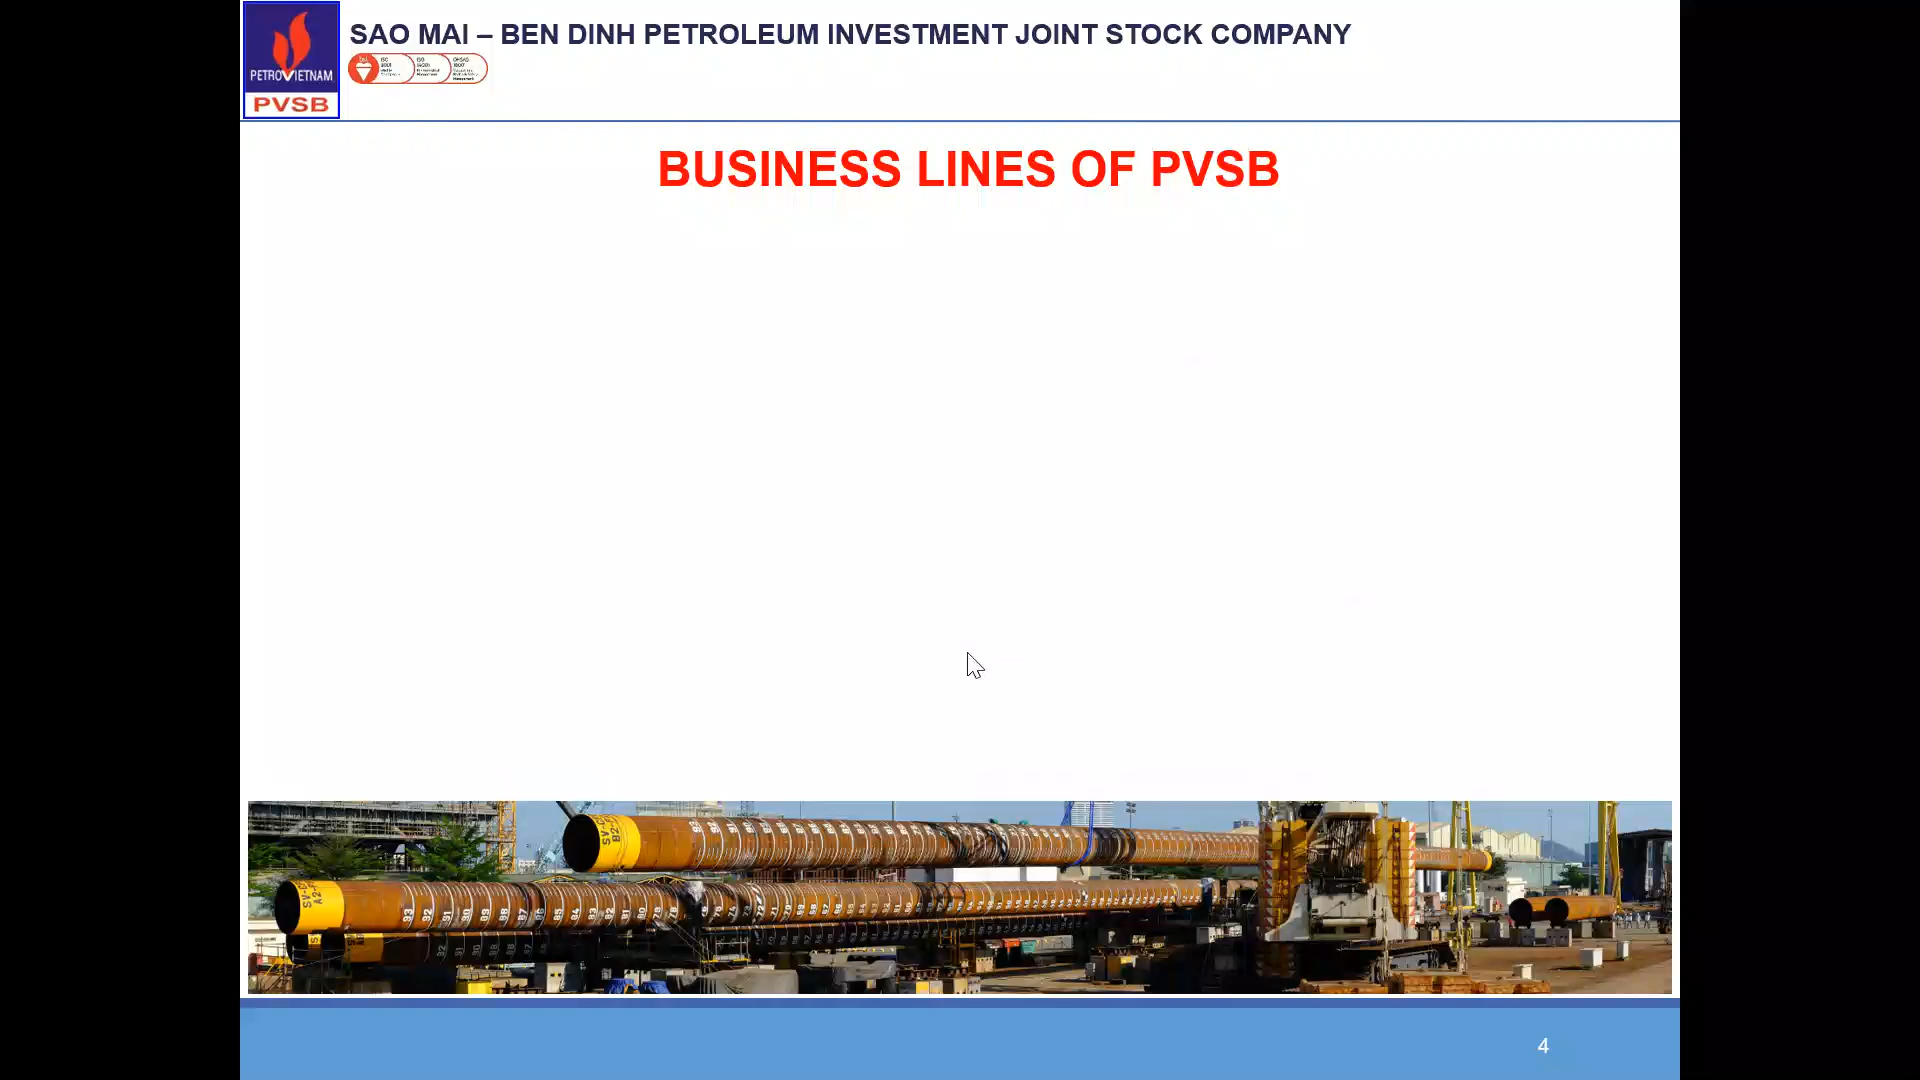 SAO MAI – BEN DINH PETROLEUM INVESTMENT JOINT STOCK COMPANY
PETROVIETNAM
PVSB
BUSINESS LINES OF PVSB
4